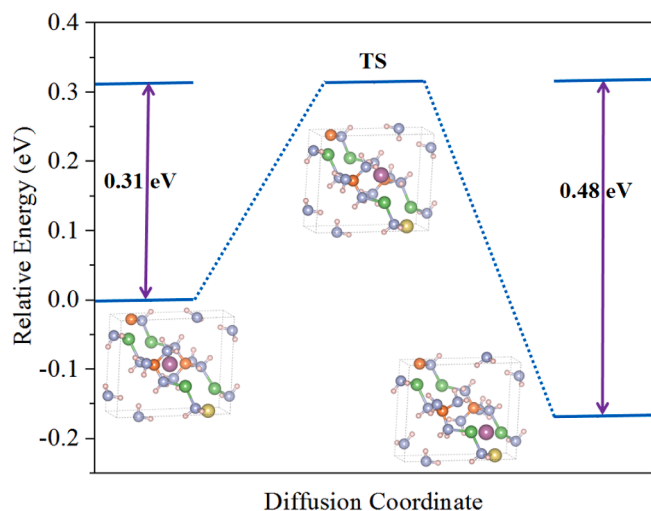 0.4
TS
0.3
0.31 eV
0.48 eV
0.2
0.1
0.0
-0.1
-0.2
Relative Energy (eV)
Diffusion Coordinate